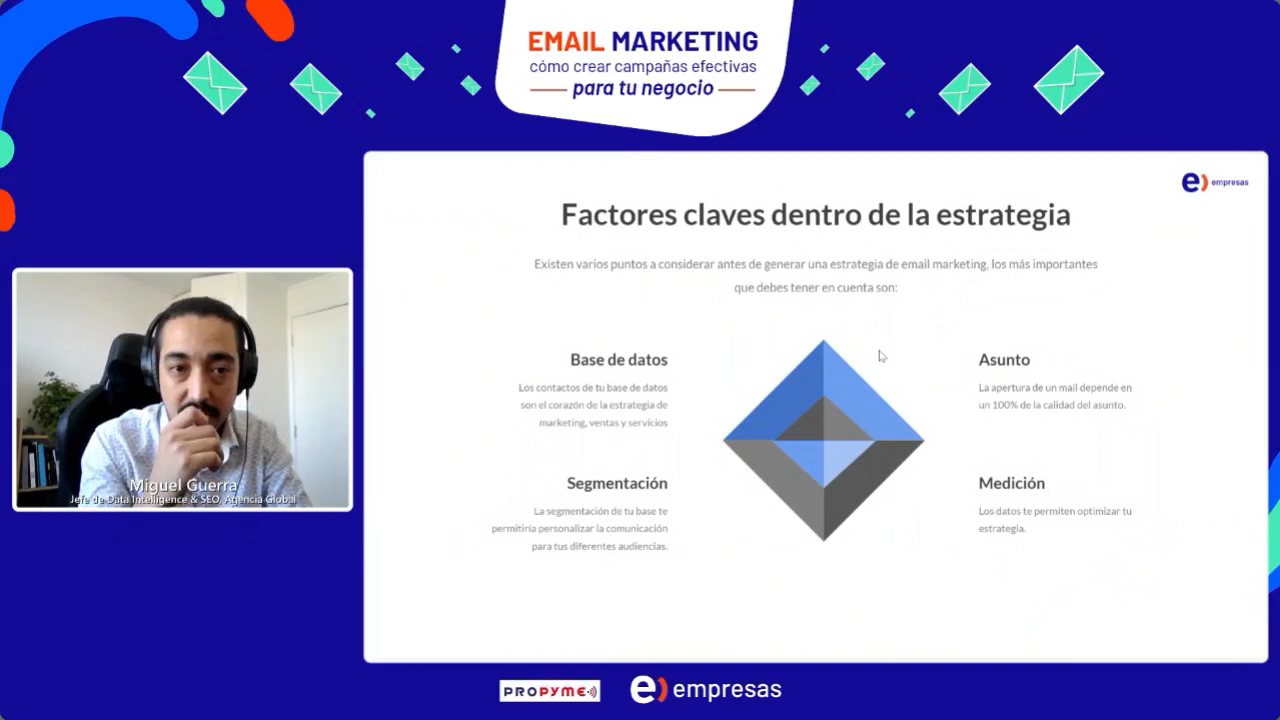 EMAIL MARKETING
cómo crear campañas efectivas
para tu negocio
e) empresas
Factores claves dentro de la estrategia
Existen varios puntos a considerar antes de generar una estrategia de email marketing, los más importantes
que debes tener en cuenta son:
Base de datos
Los contactos de tu base de datos
son el corazón de la estrategia de
marketing, ventas y servicios
Asunto
La apertura de un mail depende en
un 100% de la calidad del asunto.
Segmentación
La segmentación de tu base te
permitiría personalizar la comunicación
para tus diferentes audiencias.
Medición
Los datos te permiten optimizar tu
estrategia.
Miguel Guerra
Jefe de Data Intelligence & SEO, Agencia Global
PROPYME
e) empresas